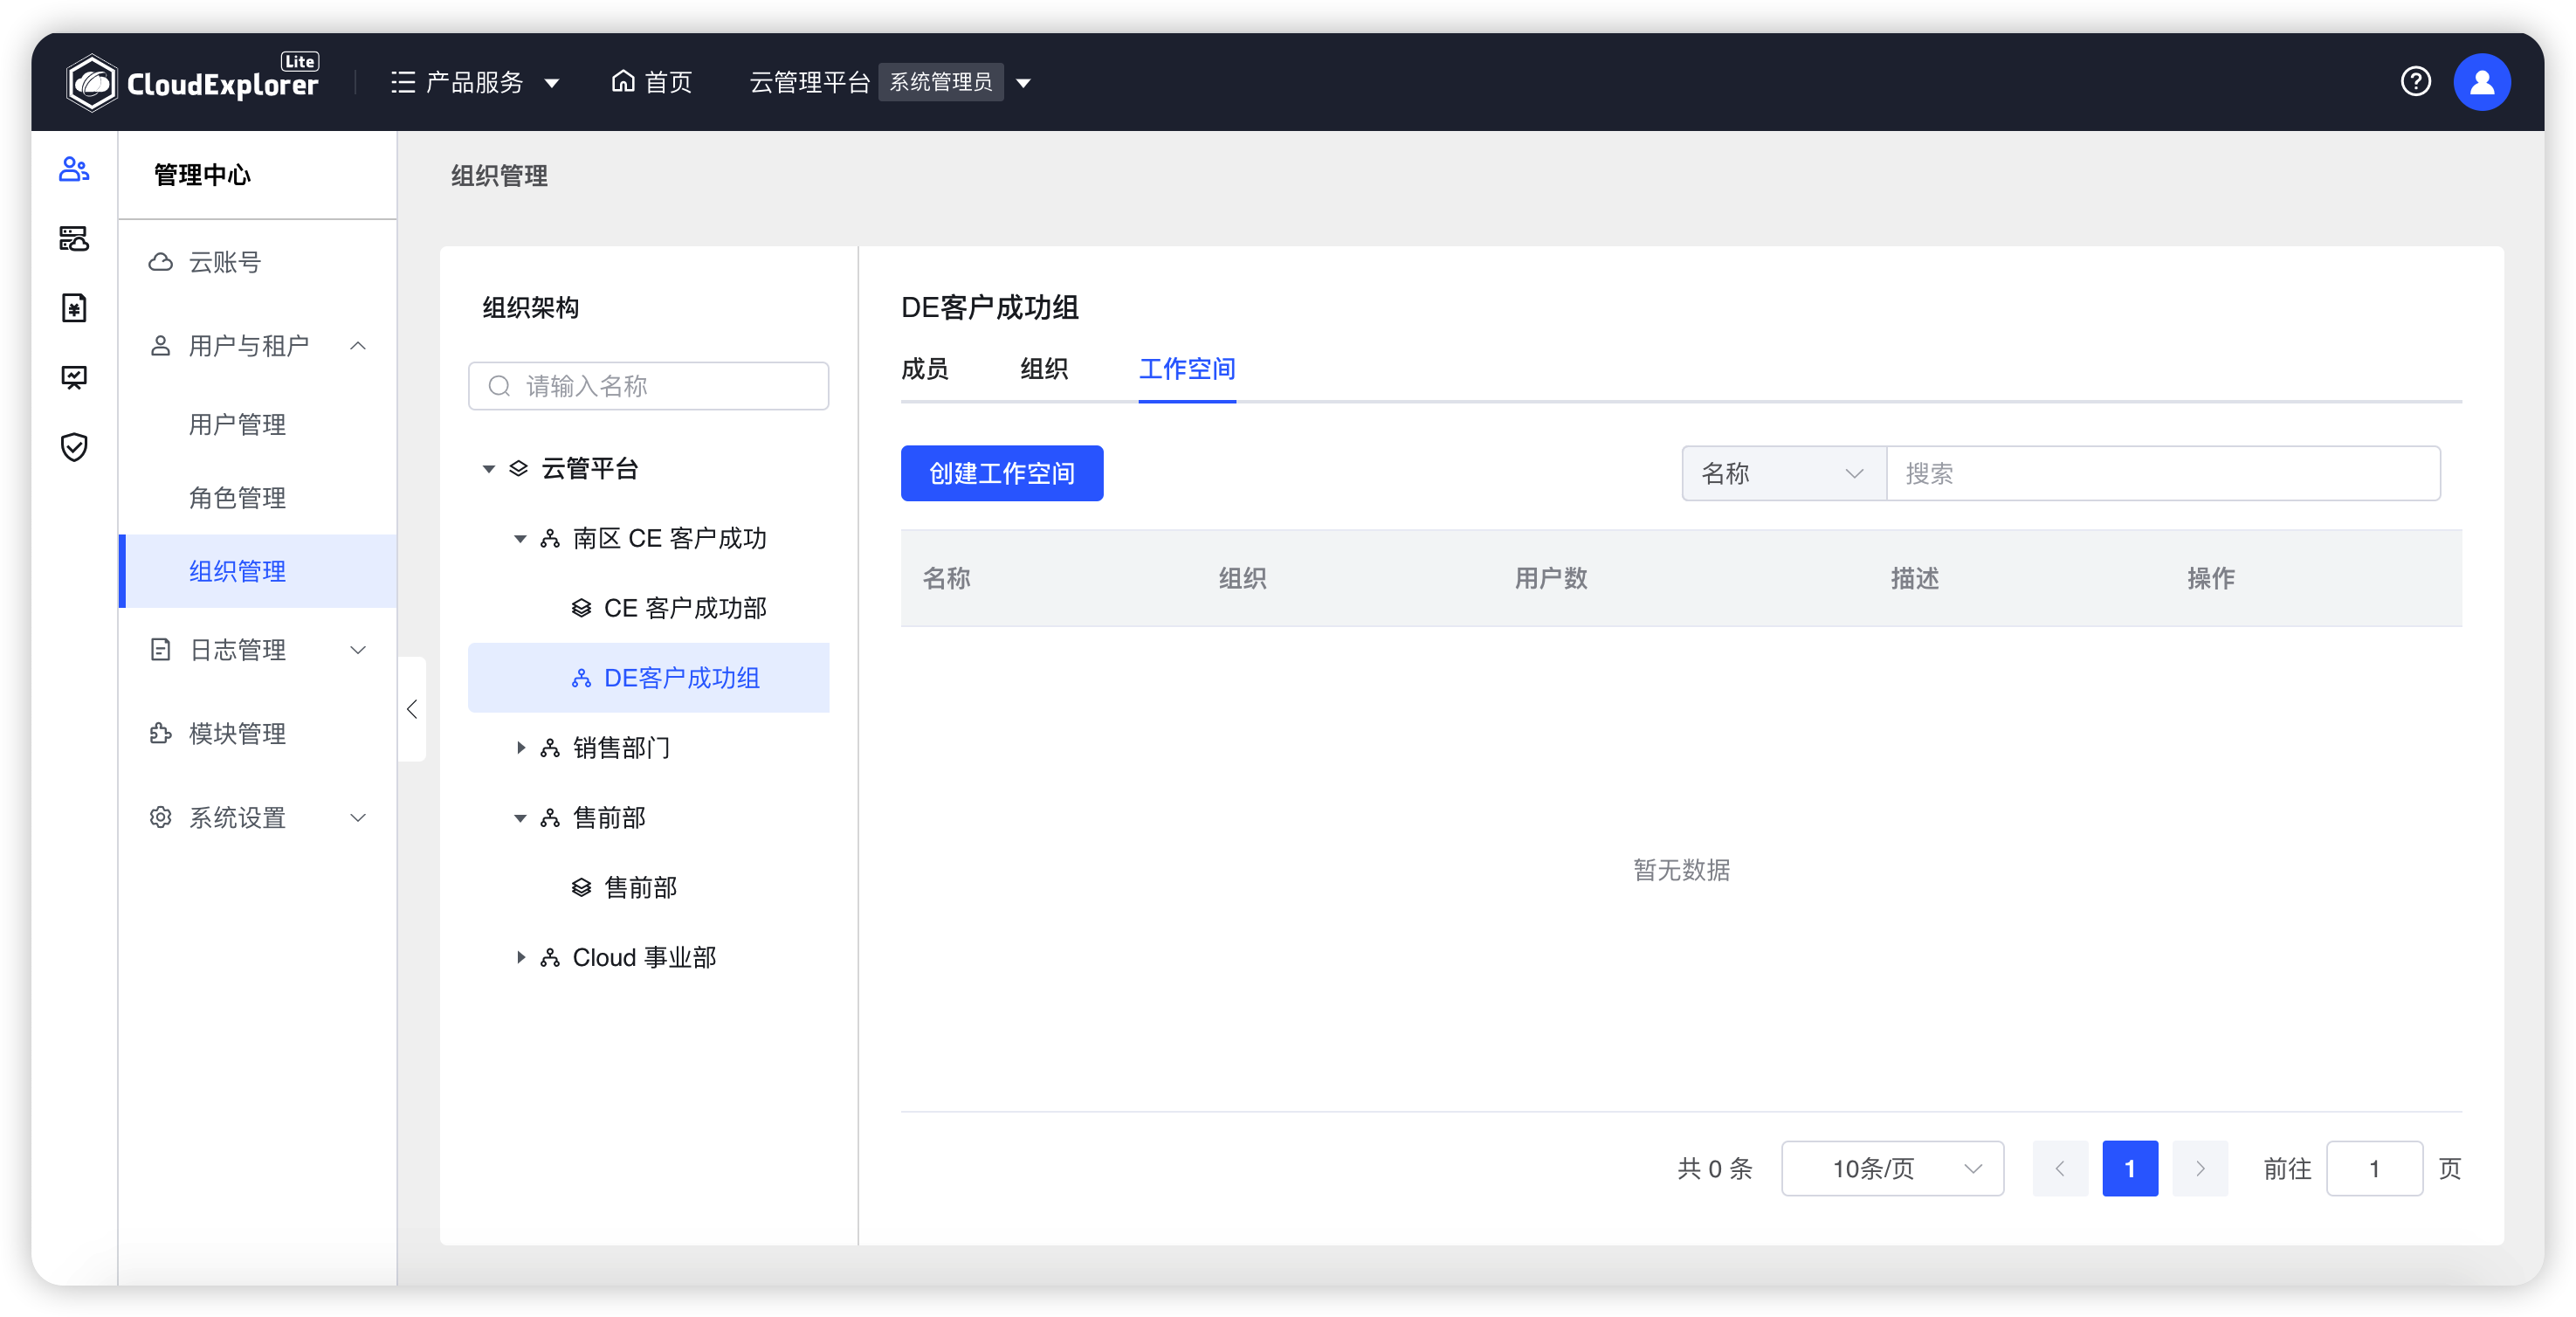 CloudExplorer Lite
产品服务
首页
云管理平台 系统管理员
管理中心
云账号
用户与租户
用户管理
角色管理
组织管理
日志管理
模块管理
系统设置
组织管理
组织架构
请输入名称
云管平台
南区 CE 客户成功
CE 客户成功部
DE客户成功组
销售部门
售前部
售前部
Cloud 事业部
DE客户成功组
成员 组织 工作空间
创建工作空间
名称 搜索
名称 组织 用户数 描述 操作
暂无数据
共 0 条 10条/页 1 前往 1 页